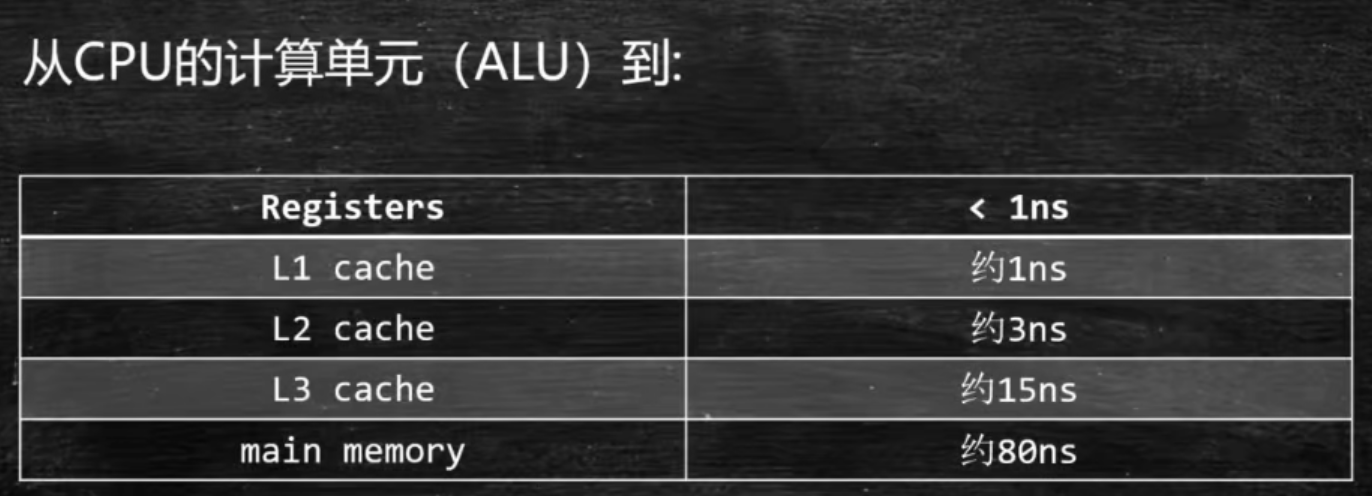 从CPU的计算单元（ALU）到:
Registers < 1ns
L1 cache 约1ns
L2 cache 约3ns
L3 cache 约15ns
main memory 约80ns